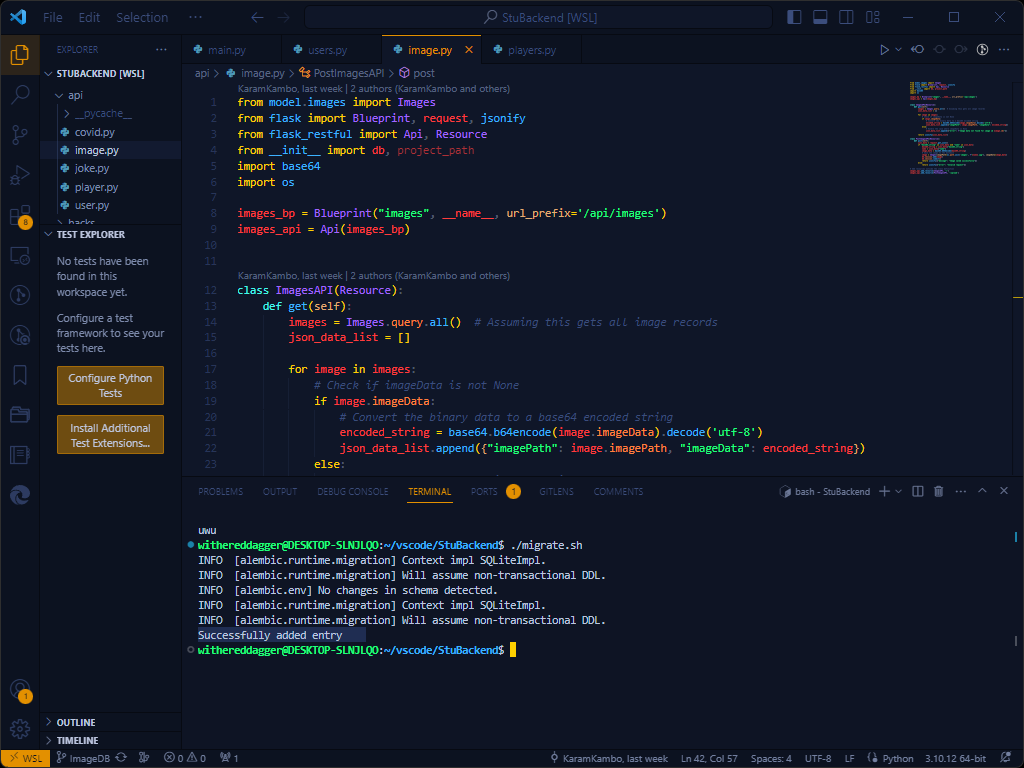 File Edit Selection ··· StuBackend [WSL]
EXPLORER ···
main.py users.py image.py × players.py
STUBACKEND [WSL]
api
__pycache__
covid.py
image.py
joke.py
player.py
user.py
hacks
TEST EXPLORER
No tests have been
found in this
workspace yet.
Configure a test
framework to see your
tests here.
Configure Python
Tests
Install Additional
Test Extensions...
OUTLINE
TIMELINE
8
1
api > image.py > PostImagesAPI > post
KaramKambo, last week | 2 authors (KaramKambo and others)
1 from model.images import Images
2 from flask import Blueprint, request, jsonify
3 from flask_restful import Api, Resource
4 from __init__ import db, project_path
5 import base64
6 import os
7
8 images_bp = Blueprint("images", __name__, url_prefix='/api/images')
9 images_api = Api(images_bp)
10
11
KaramKambo, last week | 2 authors (KaramKambo and others)
12 class ImagesAPI(Resource):
13 def get(self):
14 images = Images.query.all() # Assuming this gets all image records
15 json_data_list = []
16
17 for image in images:
18 # Check if imageData is not None
19 if image.imageData:
20 # Convert the binary data to a base64 encoded string
21 encoded_string = base64.b64encode(image.imageData).decode('utf-8')
22 json_data_list.append({"imagePath": image.imagePath, "imageData": encoded_string})
23 else:
PROBLEMS OUTPUT DEBUG CONSOLE TERMINAL PORTS 1 GITLENS COMMENTS bash - StuBackend
uwu
withereddagger@DESKTOP-SLNJLQO:~/vscode/StuBackend$ ./migrate.sh
INFO [alembic.runtime.migration] Context impl SQLiteImpl.
INFO [alembic.runtime.migration] Will assume non-transactional DDL.
INFO [alembic.env] No changes in schema detected.
INFO [alembic.runtime.migration] Context impl SQLiteImpl.
INFO [alembic.runtime.migration] Will assume non-transactional DDL.
Successfully added entry
withereddagger@DESKTOP-SLNJLQO:~/vscode/StuBackend$
WSL ImageDB 0 0 1 KaramKambo, last week Ln 42, Col 57 Spaces: 4 UTF-8 LF Python 3.10.12 64-bit